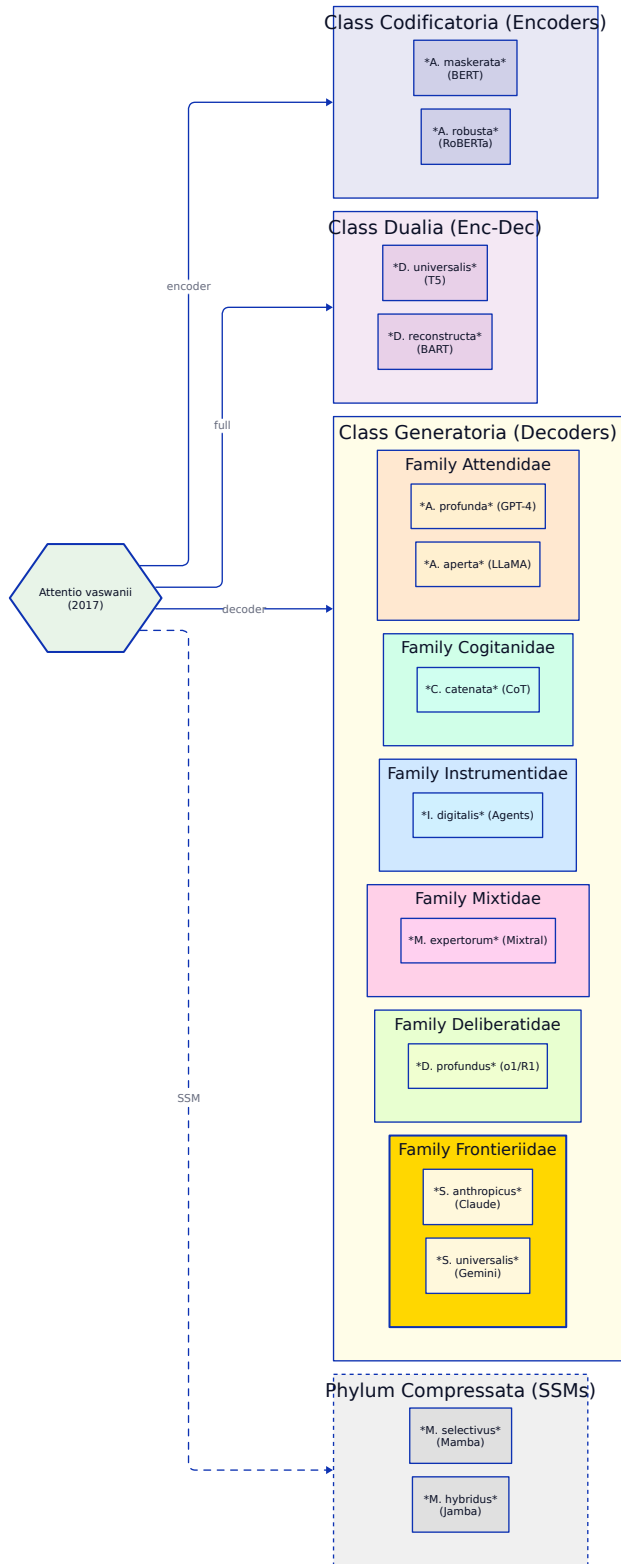 Class Codificatoria (Encoders)
*A. maskerata*
(BERT)
*A. robusta*
(RoBERTa)
encoder
Class Dualia (Enc-Dec)
*D. universalis*
(T5)
*D. reconstructa*
(BART)
full
Class Generatoria (Decoders)
Family Attendidae
*A. profunda* (GPT-4)
*A. aperta* (LLaMA)
Attentio vaswanii
(2017)
decoder
Family Cogitanidae
*C. catenata* (CoT)
Family Instrumentidae
*I. digitalis* (Agents)
Family Mixtidae
*M. expertorum* (Mixtral)
Family Deliberatidae
*D. profundus* (o1/R1)
SSM
Family Frontieriidae
*S. anthropicus*
(Claude)
*S. universalis*
(Gemini)
Phylum Compressata (SSMs)
*M. selectivus*
(Mamba)
*M. hybridus*
(Jamba)